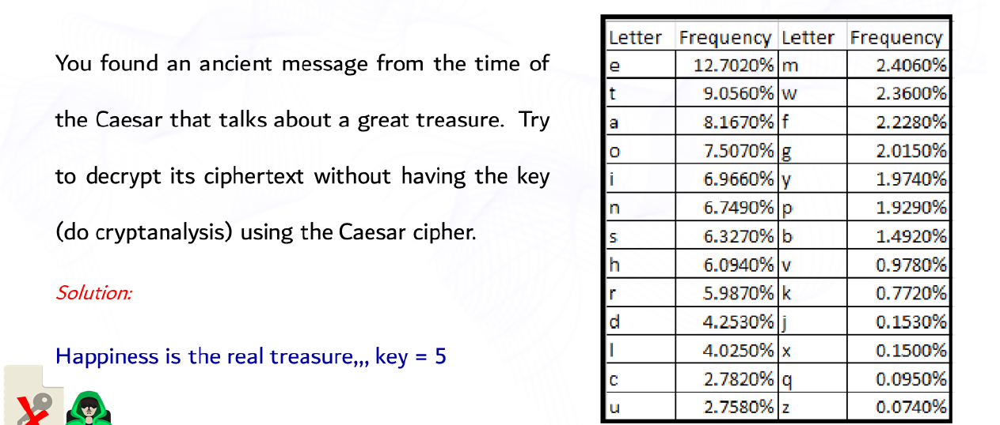 You found an ancient message from the time of
the Caesar that talks about a great treasure. Try
to decrypt its ciphertext without having the key
(do cryptanalysis) using the Caesar cipher.
Solution:
Happiness is the real treasure,,, key = 5
Letter Frequency Letter Frequency
e 12.7020% m 2.4060%
t 9.0560% w 2.3600%
a 8.1670% f 2.2280%
o 7.5070% g 2.0150%
i 6.9660% y 1.9740%
n 6.7490% p 1.9290%
s 6.3270% b 1.4920%
h 6.0940% v 0.9780%
r 5.9870% k 0.7720%
d 4.2530% j 0.1530%
l 4.0250% x 0.1500%
c 2.7820% q 0.0950%
u 2.7580% z 0.0740%